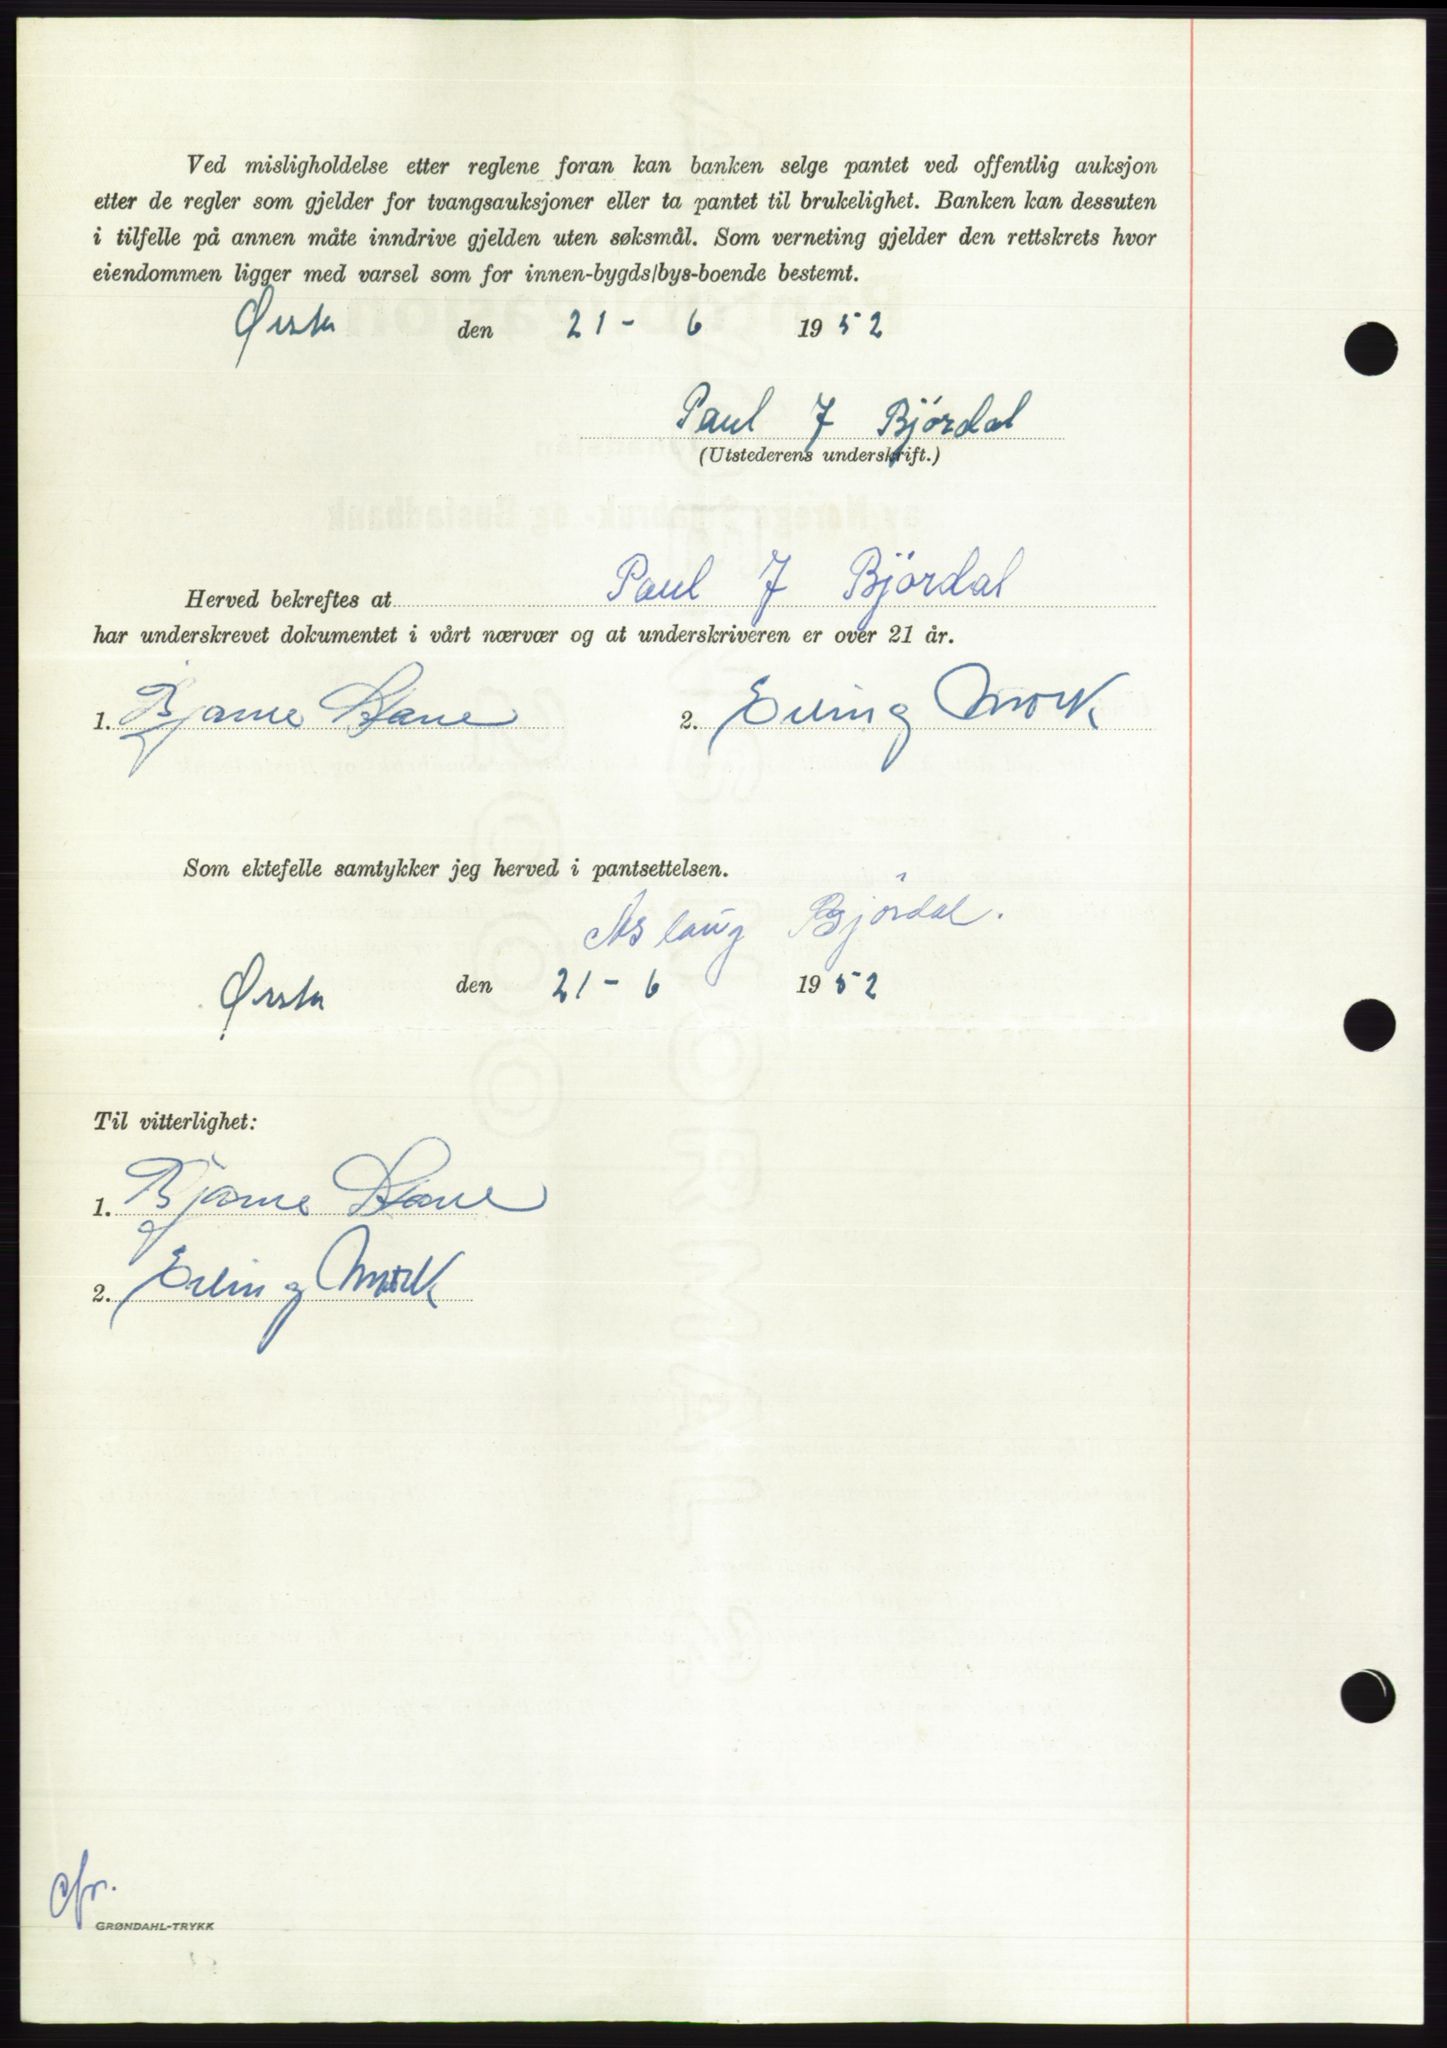 Ved misligholdelse etter reglene foran kan banken selge pantet ved offentlig auksjon
etter de regler som gjelder for tvangsauksjoner eller ta pantet til brukelighet. Banken kan dessuten
i tilfelle på annen måte inndrive gjelden uten søksmål. Som verneting gjelder den rettskrets hvor
eiendommen ligger med varsel som for innen-bygds/bys-boende bestemt.
Ørsta den 21 - 6 1952
Paul J Bjørdal
(Utstederens underskrift.)
Herved bekreftes at Paul J Bjørdal
har underskrevet dokumentet i vårt nærvær og at underskriveren er over 21 år.
1. Bjarne 2. Erling Mork
Som ektefelle samtykker jeg herved i pantsettelsen.
Aslaug Bjørdal.
Ørsta den 21 - 6 1952
Til vitterlighet:
1. Bjarne
2. Erling Mork
GRØNDAHL-TRYKK